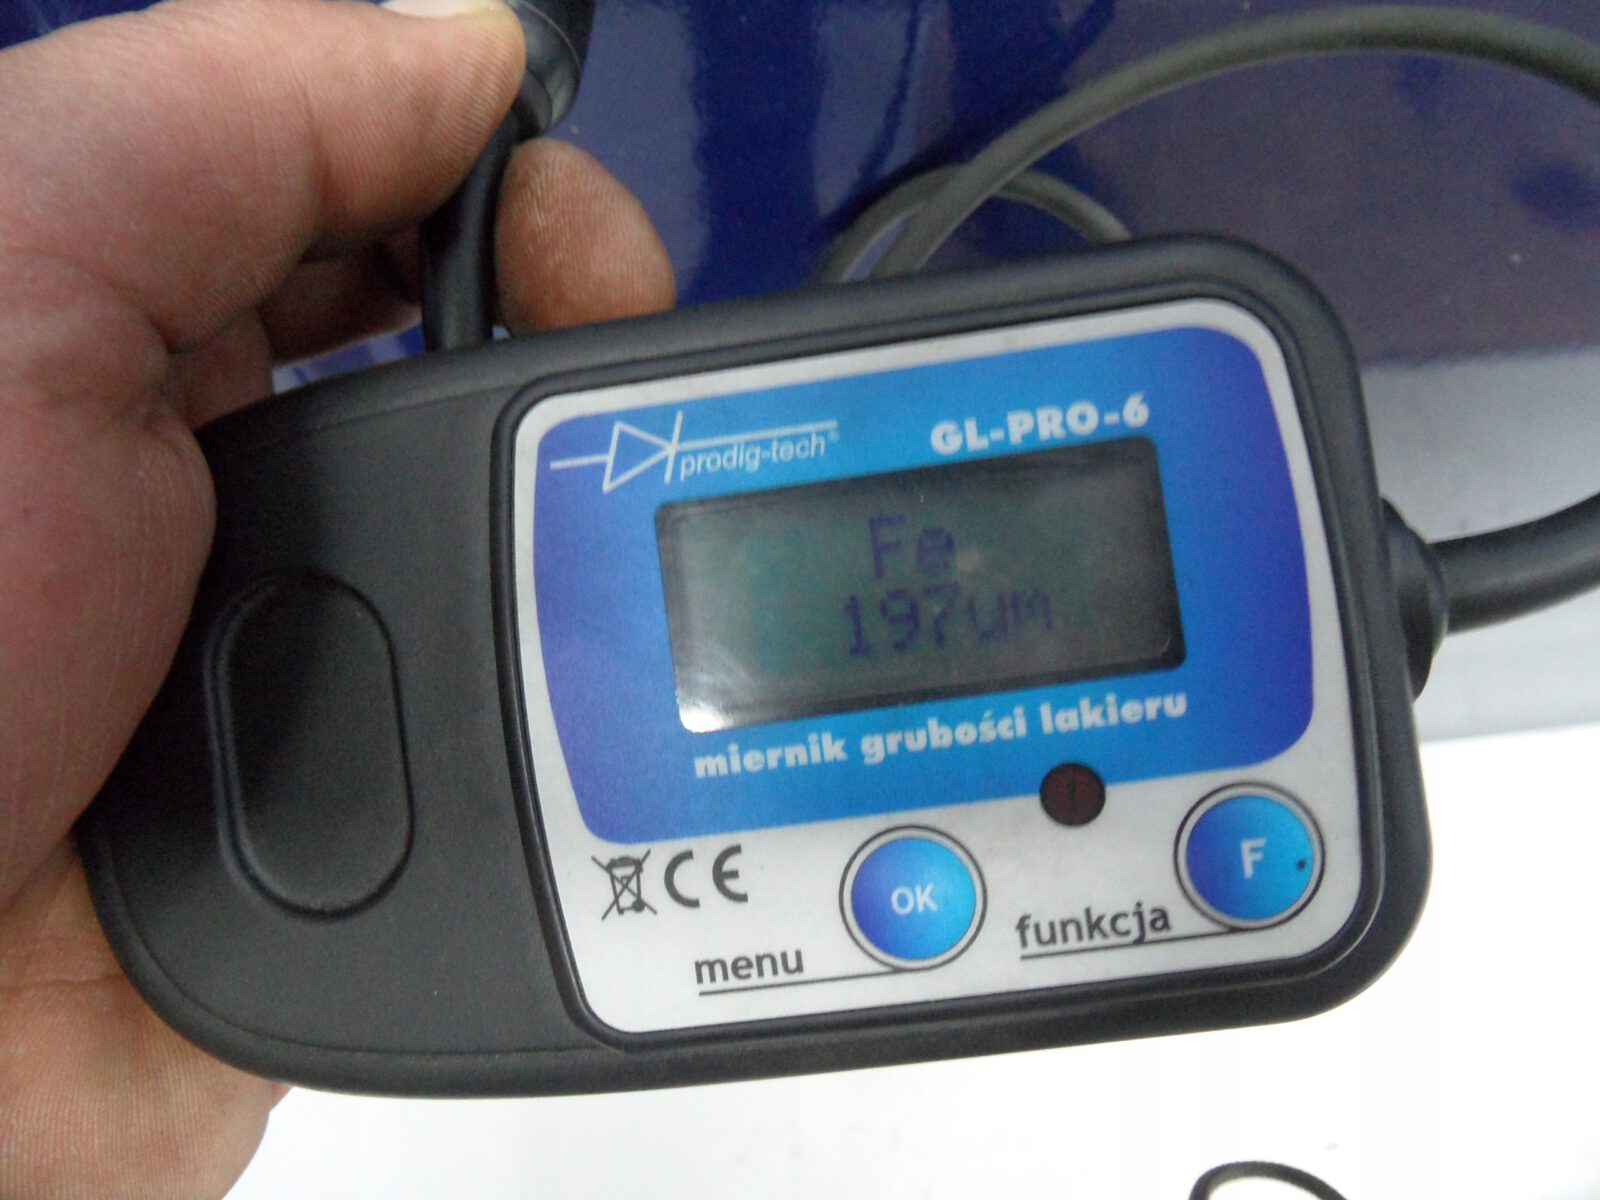 prodig-tech®
GL-PRO-6
Fe
197um
miernik grubości lakieru
CE
OK
F
menu
funkcja